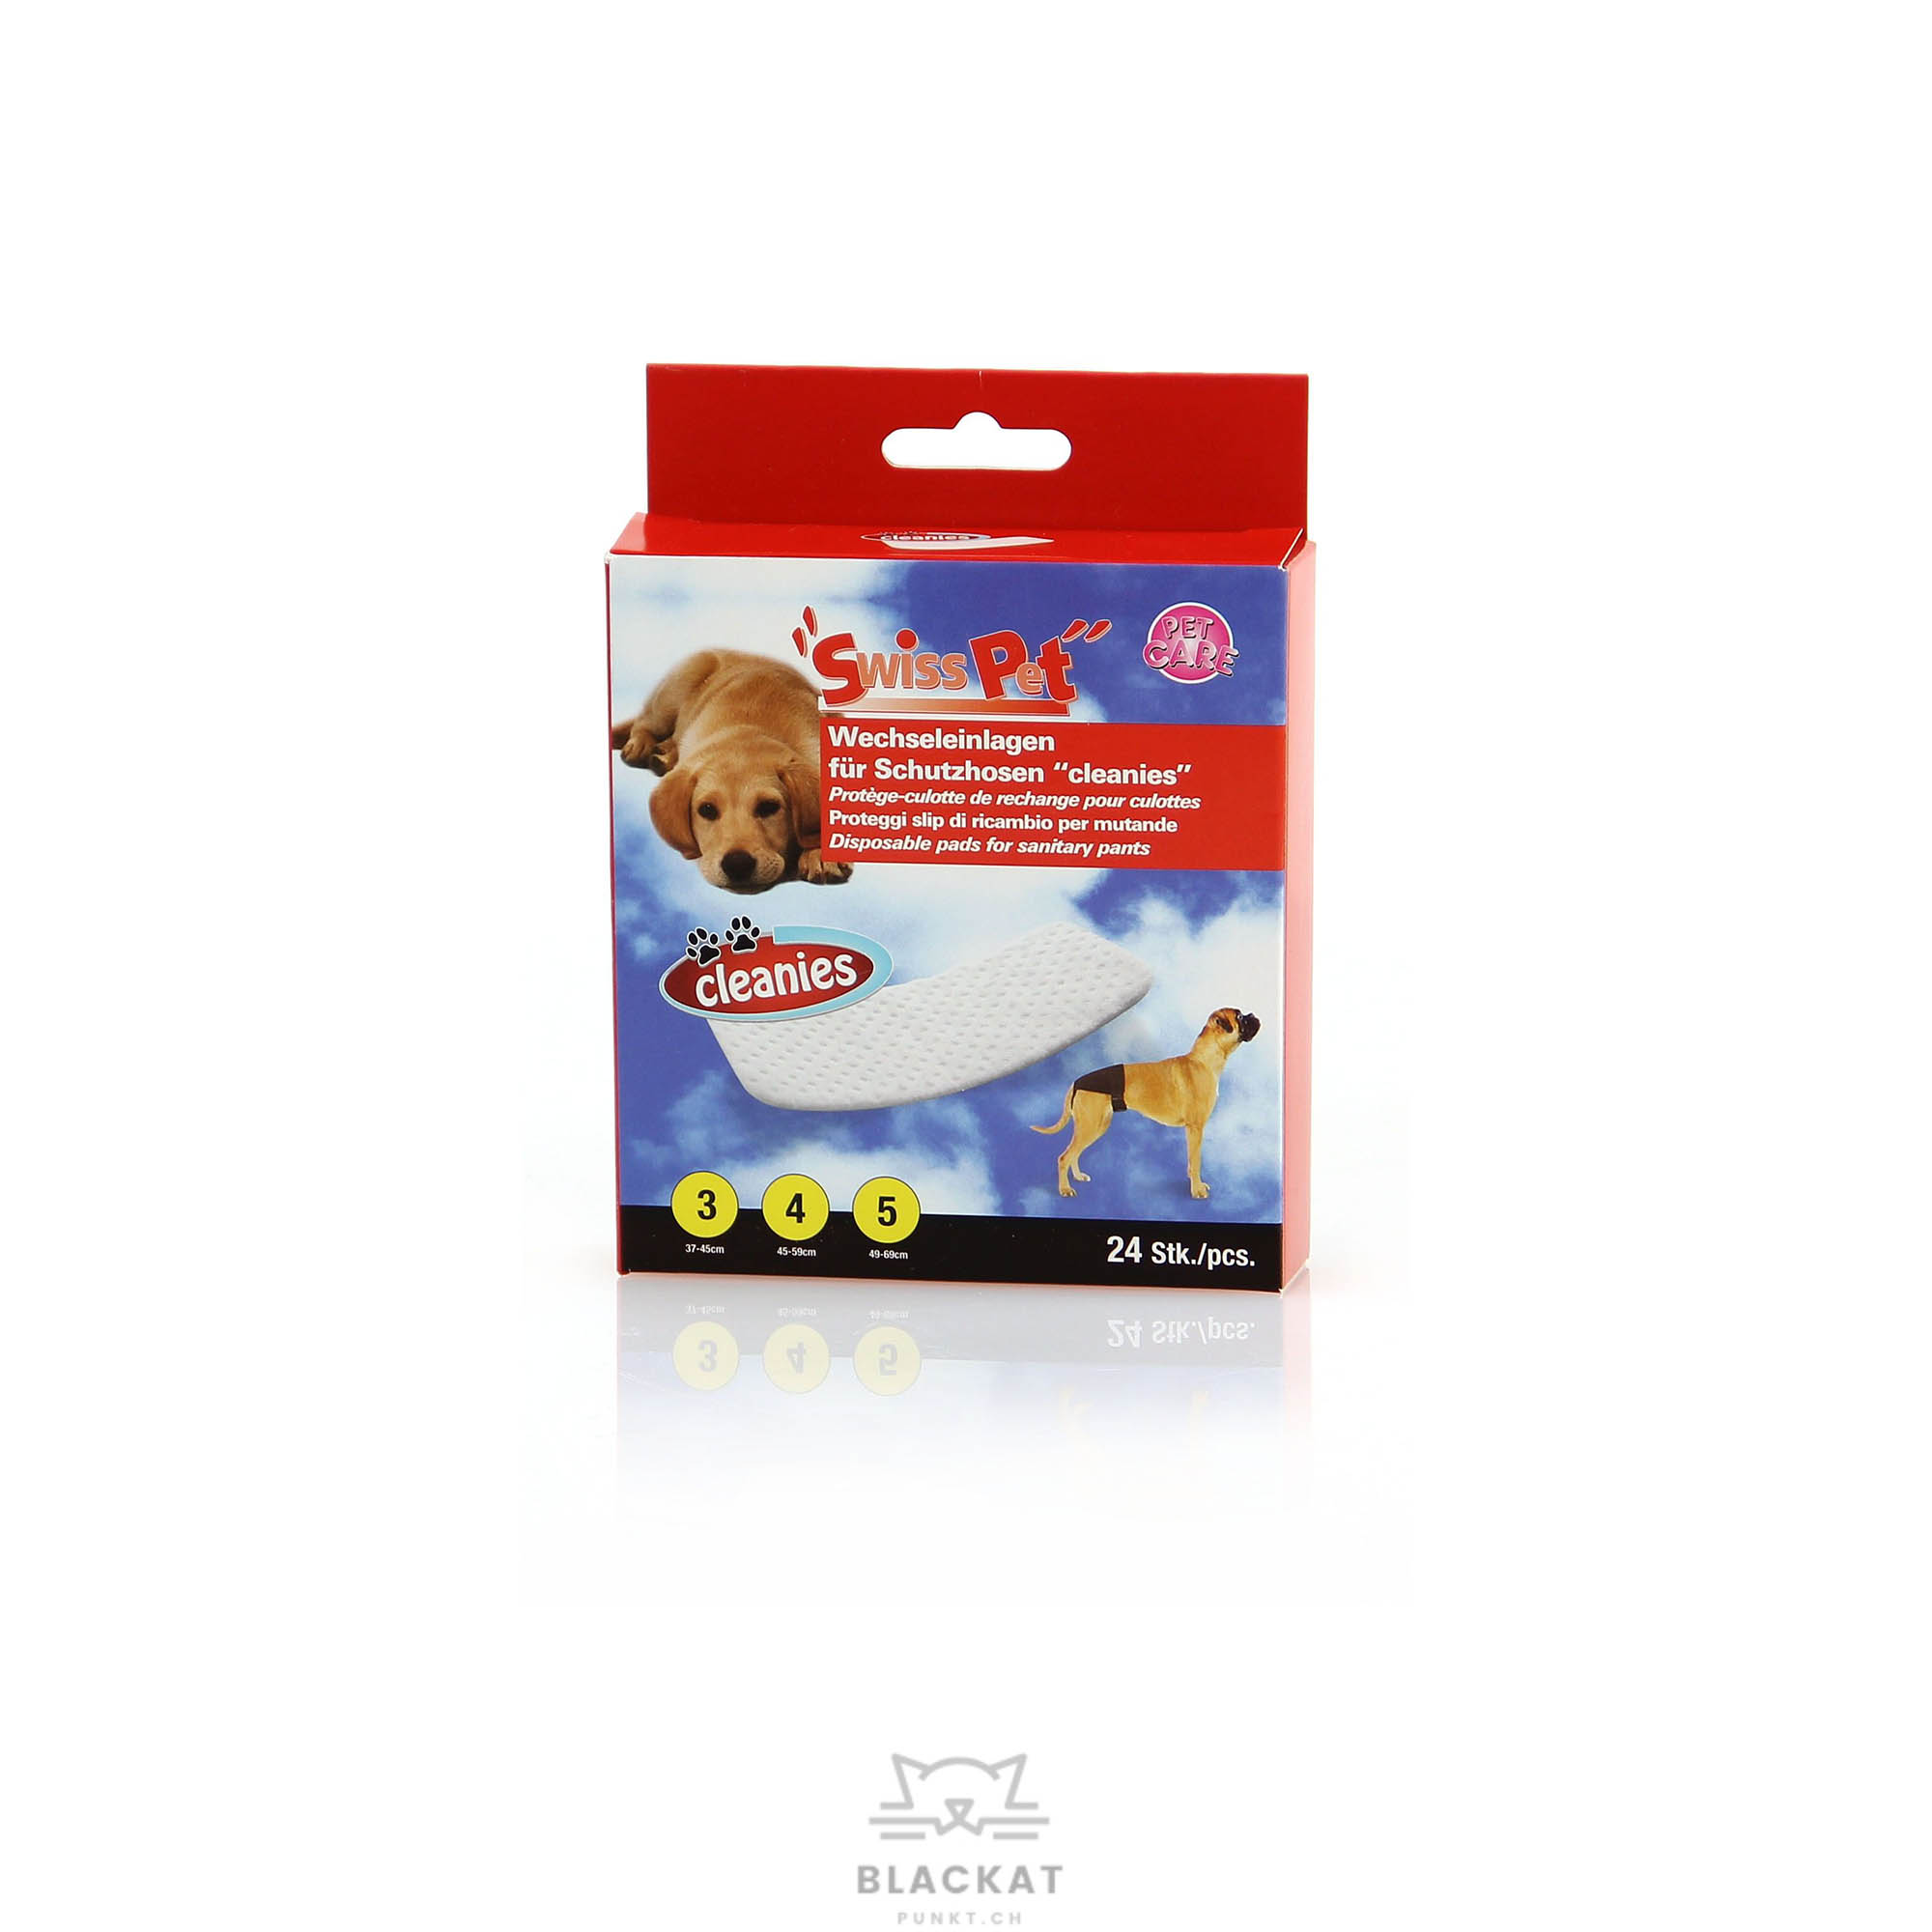 cleanies
"Swiss Pet"
PET
CARE
Wechseleinlagen
für Schutzhosen “cleanies”
Protège-culotte de rechange pour culottes
Proteggi slip di ricambio per mutande
Disposable pads for sanitary pants
cleanies
3 4 5
37-45cm 45-59cm 49-69cm
24 Stk./pcs.
BLACKAT
PUNKT.CH